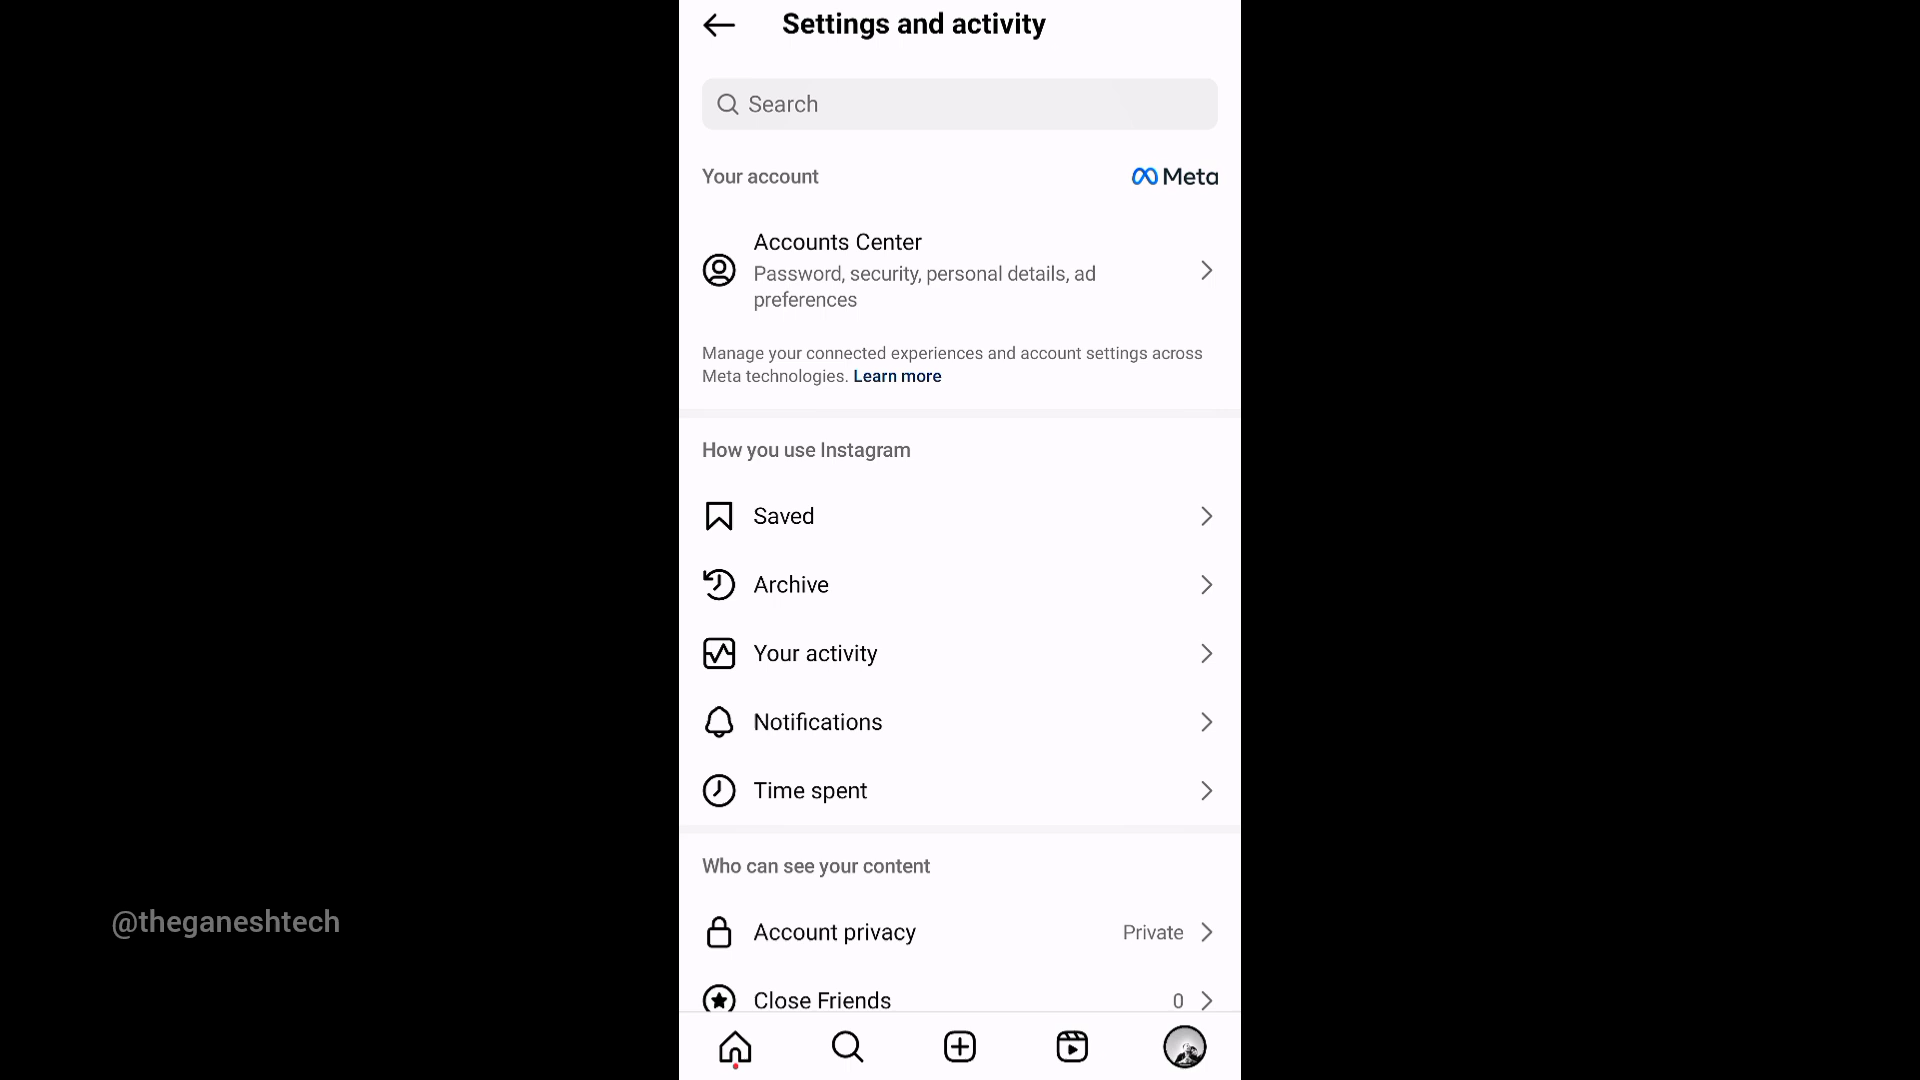 Settings and activity
Search
Your account
Meta
Accounts Center
Password, security, personal details, ad
preferences
Manage your connected experiences and account settings across
Meta technologies. Learn more
How you use Instagram
Saved
Archive
Your activity
Notifications
Time spent
Who can see your content
@theganeshtech
Account privacy Private
Close Friends 0